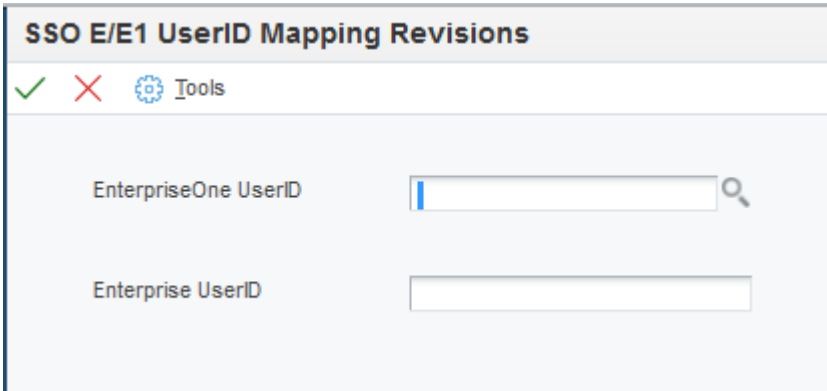 SSO E/E1 UserID Mapping Revisions
Tools
EnterpriseOne UserID
Enterprise UserID